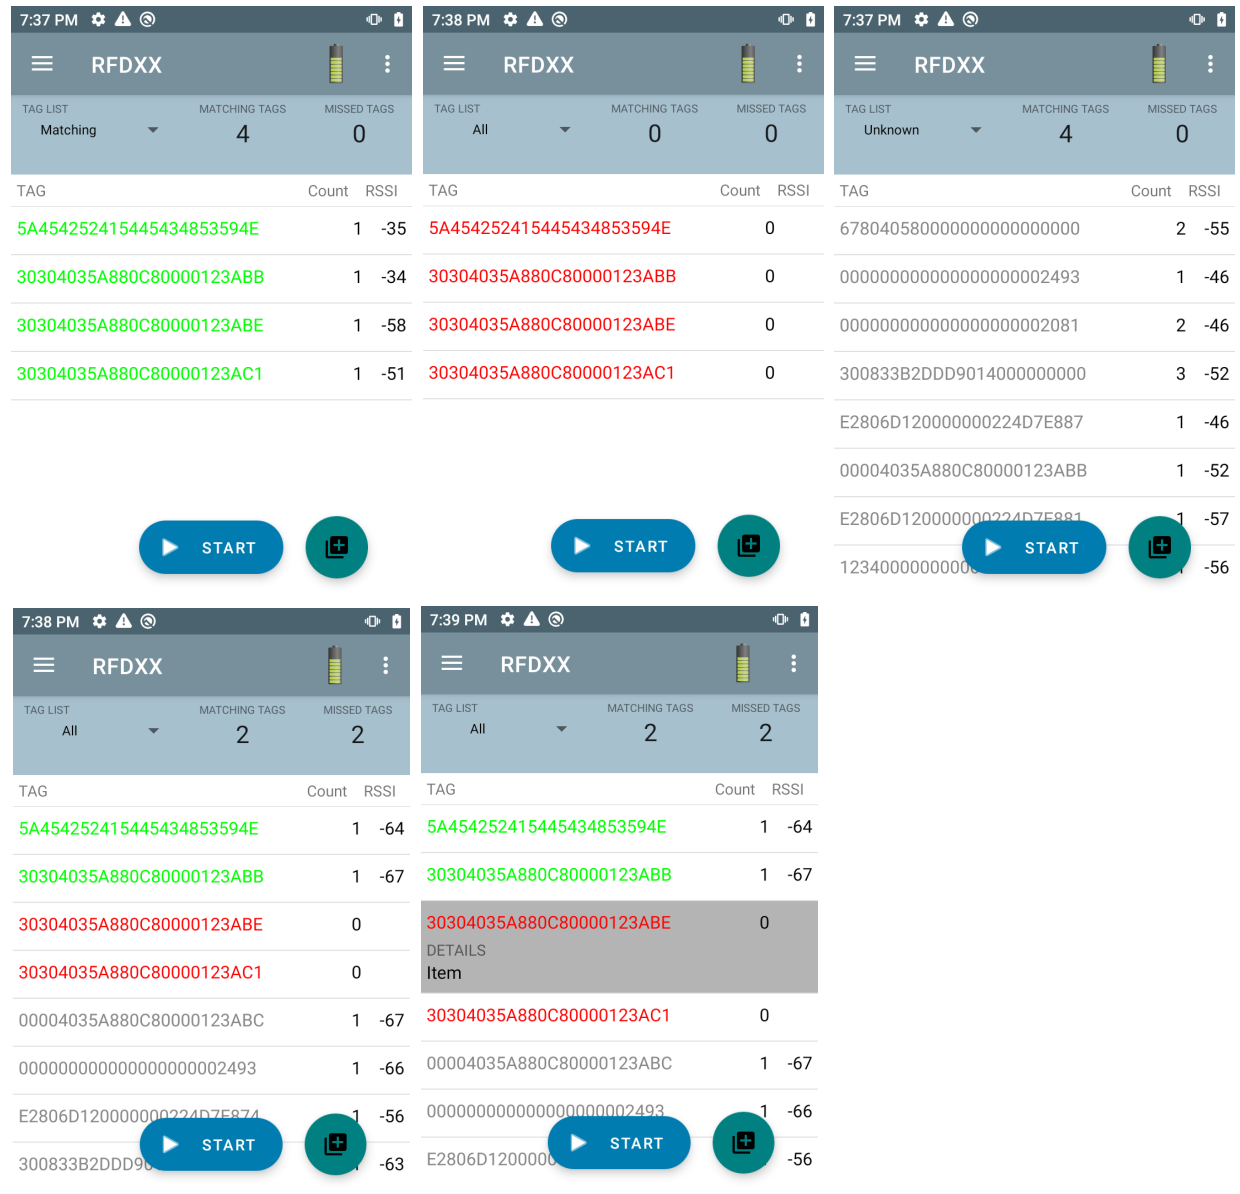 7:37 PM
RFDXX
TAG LIST MATCHING TAGS MISSED TAGS
Matching 4 0
TAG Count RSSI
5A454252415445434853594E 1 -35
30304035A880C80000123ABB 1 -34
30304035A880C80000123ABE 1 -58
30304035A880C80000123AC1 1 -51
START
7:38 PM
RFDXX
TAG LIST MATCHING TAGS MISSED TAGS
All 0 0
TAG Count RSSI
5A454252415445434853594E 0
30304035A880C80000123ABB 0
30304035A880C80000123ABE 0
30304035A880C80000123AC1 0
START
7:37 PM
RFDXX
TAG LIST MATCHING TAGS MISSED TAGS
Unknown 4 0
TAG Count RSSI
678040580000000000000000 2 -55
000000000000000000002493 1 -46
000000000000000000002081 2 -46
300833B2DDD9014000000000 3 -52
E2806D120000000224D7E887 1 -46
00004035A880C80000123ABB 1 -52
E2806D120000000224D7E881 1 -57
-56
START
7:38 PM
RFDXX
TAG LIST MATCHING TAGS MISSED TAGS
All 2 2
TAG Count RSSI
5A454252415445434853594E 1 -64
30304035A880C80000123ABB 1 -67
30304035A880C80000123ABE 0
30304035A880C80000123AC1 0
00004035A880C80000123ABC 1 -67
000000000000000000002493 1 -66
E2806D120000000224D7E874 1 -56
-63
START
7:39 PM
RFDXX
TAG LIST MATCHING TAGS MISSED TAGS
All 2 2
TAG Count RSSI
5A454252415445434853594E 1 -64
30304035A880C80000123ABB 1 -67
30304035A880C80000123ABE 0
DETAILS
Item
30304035A880C80000123AC1 0
00004035A880C80000123ABC 1 -67
000000000000000000002493 1 -66
-56
START